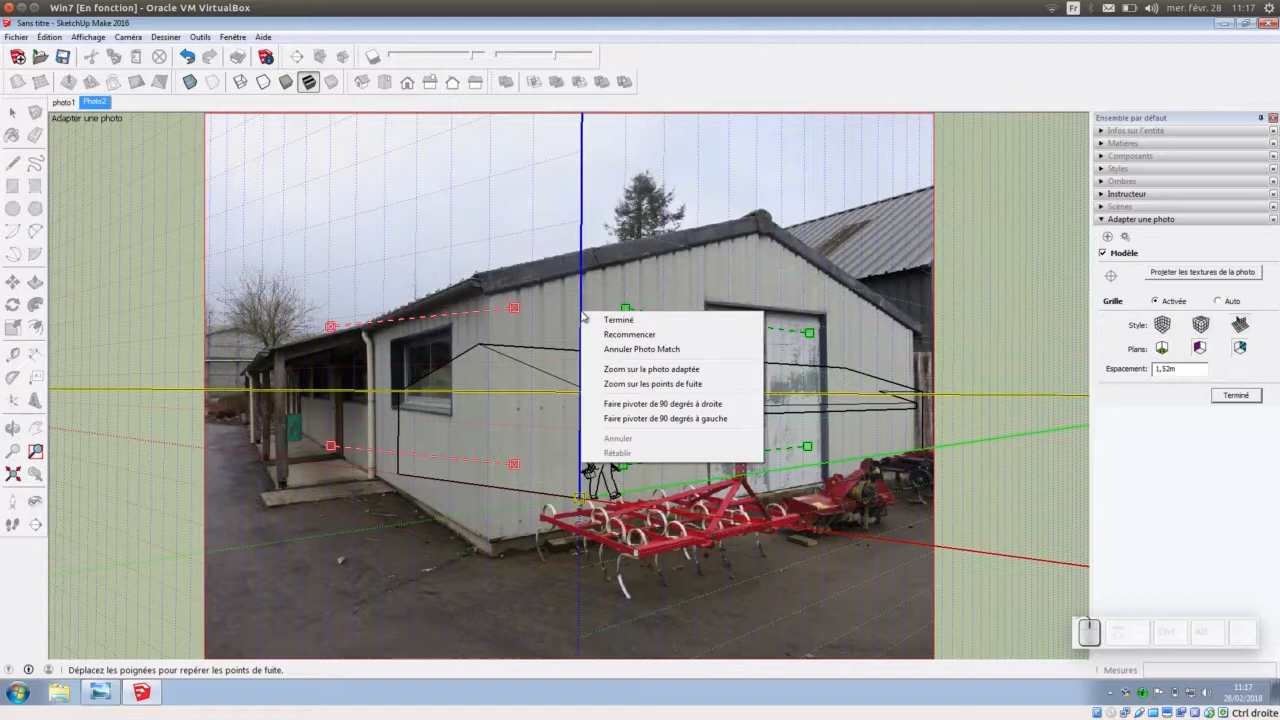 Win7 [En fonction] - Oracle VM VirtualBox
Fr
mer. févr. 28
11:17
Sans titre - SketchUp Make 2016
Fichier Édition Affichage Caméra Dessiner Outils Fenêtre Aide
photo1 Photo2
Adapter une photo
Ensemble par défaut
Infos sur l'entité
Matières
Composants
Styles
Ombres
Instructeur
Scènes
Adapter une photo
Modèle
Projeter les textures de la photo
Grille Activée Auto
Style:
Plans:
Espacement: 1,52m
Terminé
Terminé
Recommencer
Annuler Photo Match
Zoom sur la photo adaptée
Zoom sur les points de fuite
Faire pivoter de 90 degrés à droite
Faire pivoter de 90 degrés à gauche
Annuler
Rétablir
Déplacez les poignées pour repérer les points de fuite.
Mesures
11:17
28/02/2018
Ctrl droite